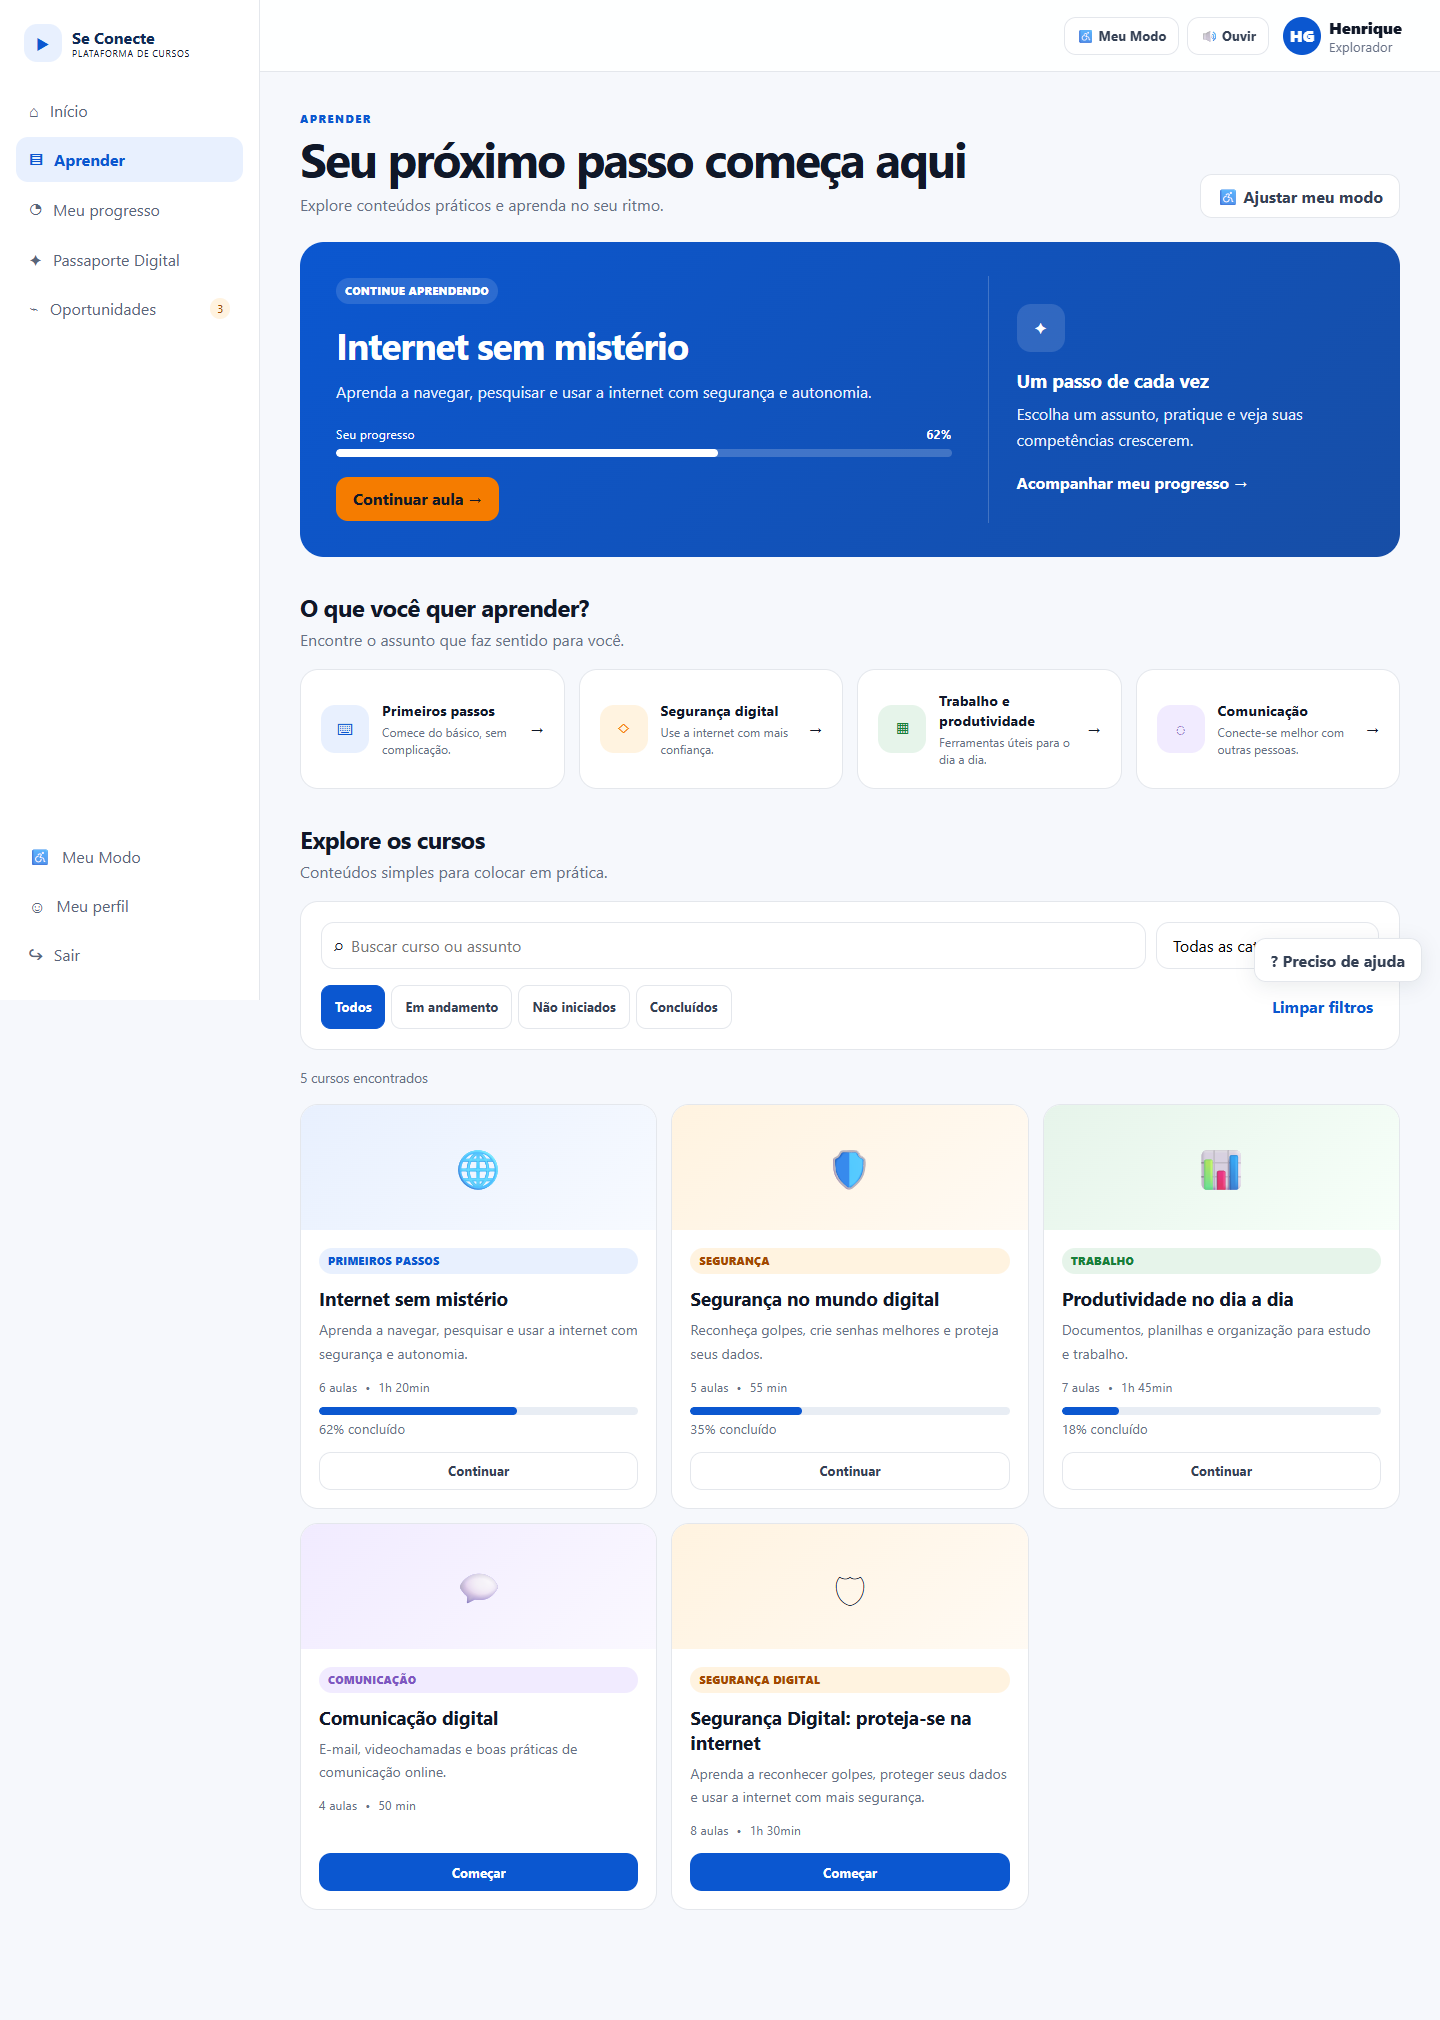 Se Conecte
PLATAFORMA DE CURSOS
Início
Aprender
Meu progresso
Passaporte Digital
Oportunidades
3
Meu Modo
Meu perfil
Sair
Meu Modo
Ouvir
HG
Henrique
Explorador
APRENDER
Seu próximo passo começa aqui
Explore conteúdos práticos e aprenda no seu ritmo.
Ajustar meu modo
CONTINUE APRENDENDO
Internet sem mistério
Aprenda a navegar, pesquisar e usar a internet com segurança e autonomia.
Seu progresso
62%
Continuar aula →
Um passo de cada vez
Escolha um assunto, pratique e veja suas
competências crescerem.
Acompanhar meu progresso →
O que você quer aprender?
Encontre o assunto que faz sentido para você.
Primeiros passos
Comece do básico, sem
complicação.
→
Segurança digital
Use a internet com mais
confiança.
→
Trabalho e
produtividade
Ferramentas úteis para o
dia a dia.
→
Comunicação
Conecte-se melhor com
outras pessoas.
→
Explore os cursos
Conteúdos simples para colocar em prática.
Buscar curso ou assunto
Todas as
? Preciso de ajuda
Todos
Em andamento
Não iniciados
Concluídos
Limpar filtros
5 cursos encontrados
PRIMEIROS PASSOS
Internet sem mistério
Aprenda a navegar, pesquisar e usar a internet com
segurança e autonomia.
6 aulas • 1h 20min
62% concluído
Continuar
SEGURANÇA
Segurança no mundo digital
Reconheça golpes, crie senhas melhores e proteja
seus dados.
5 aulas • 55 min
35% concluído
Continuar
TRABALHO
Produtividade no dia a dia
Documentos, planilhas e organização para estudo
e trabalho.
7 aulas • 1h 45min
18% concluído
Continuar
COMUNICAÇÃO
Comunicação digital
E-mail, videochamadas e boas práticas de
comunicação online.
4 aulas • 50 min
Começar
SEGURANÇA DIGITAL
Segurança Digital: proteja-se na
internet
Aprenda a reconhecer golpes, proteger seus dados
e usar a internet com mais segurança.
8 aulas • 1h 30min
Começar